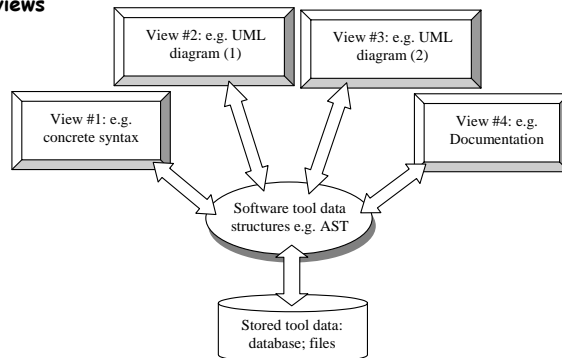 views
View #2: e.g. UML
diagram (1)
View #3: e.g. UML
diagram (2)
View #1: e.g.
concrete syntax
View #4: e.g.
Documentation
Software tool data
structures e.g. AST
Stored tool data:
database; files